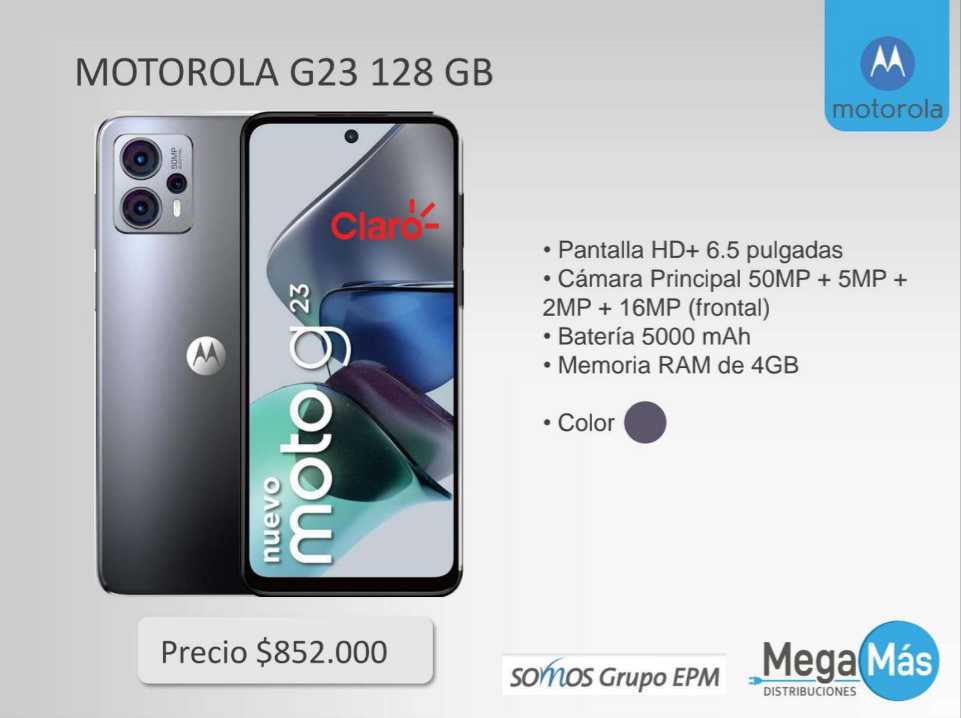 MOTOROLA G23 128 GB
motorola
50MP
Claro
nuevo
moto g 23
• Pantalla HD+ 6.5 pulgadas
• Cámara Principal 50MP + 5MP +
2MP + 16MP (frontal)
• Batería 5000 mAh
• Memoria RAM de 4GB
• Color
Precio $852.000
somos Grupo EPM
Mega Más
DISTRIBUCIONES